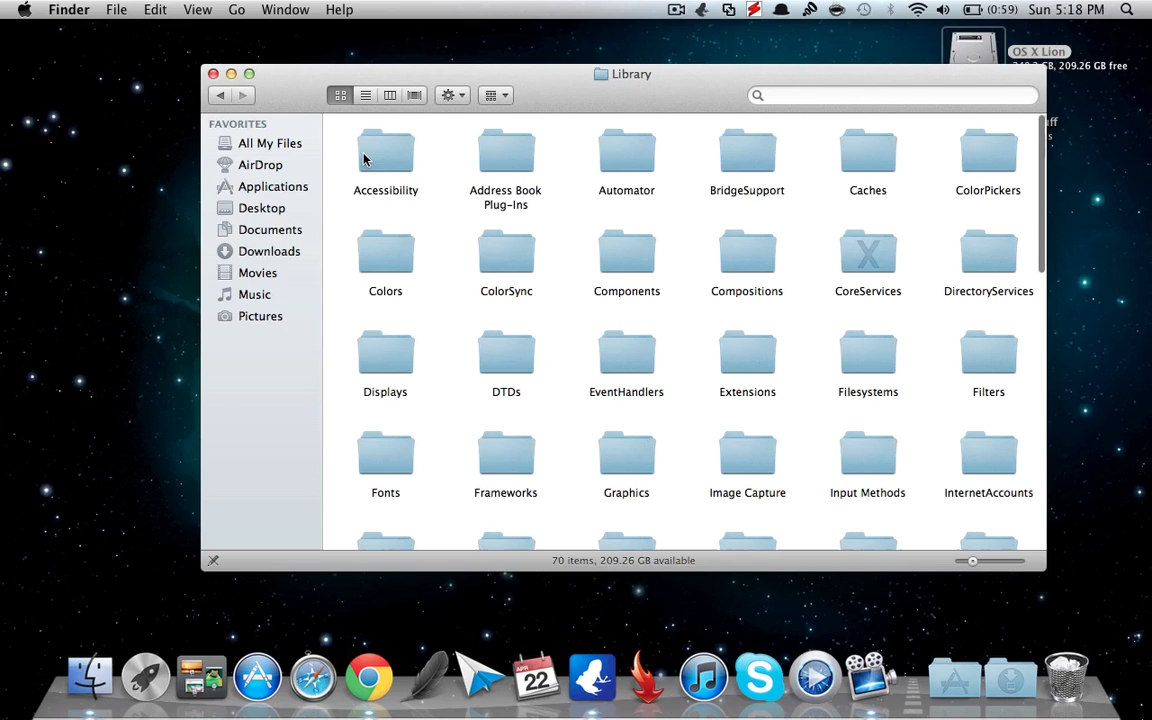 Finder File Edit View Go Window Help (0:59) Sun 5:18 PM
OS X Lion
GB, 209.26 GB free
Library
FAVORITES
All My Files
AirDrop
Applications
Desktop
Documents
Downloads
Movies
Music
Pictures
Accessibility Address Book Plug-Ins Automator BridgeSupport Caches ColorPickers
Colors ColorSync Components Compositions CoreServices DirectoryServices
Displays DTDs EventHandlers Extensions Filesystems Filters
Fonts Frameworks Graphics Image Capture Input Methods InternetAccounts
70 items, 209.26 GB available
APR
22